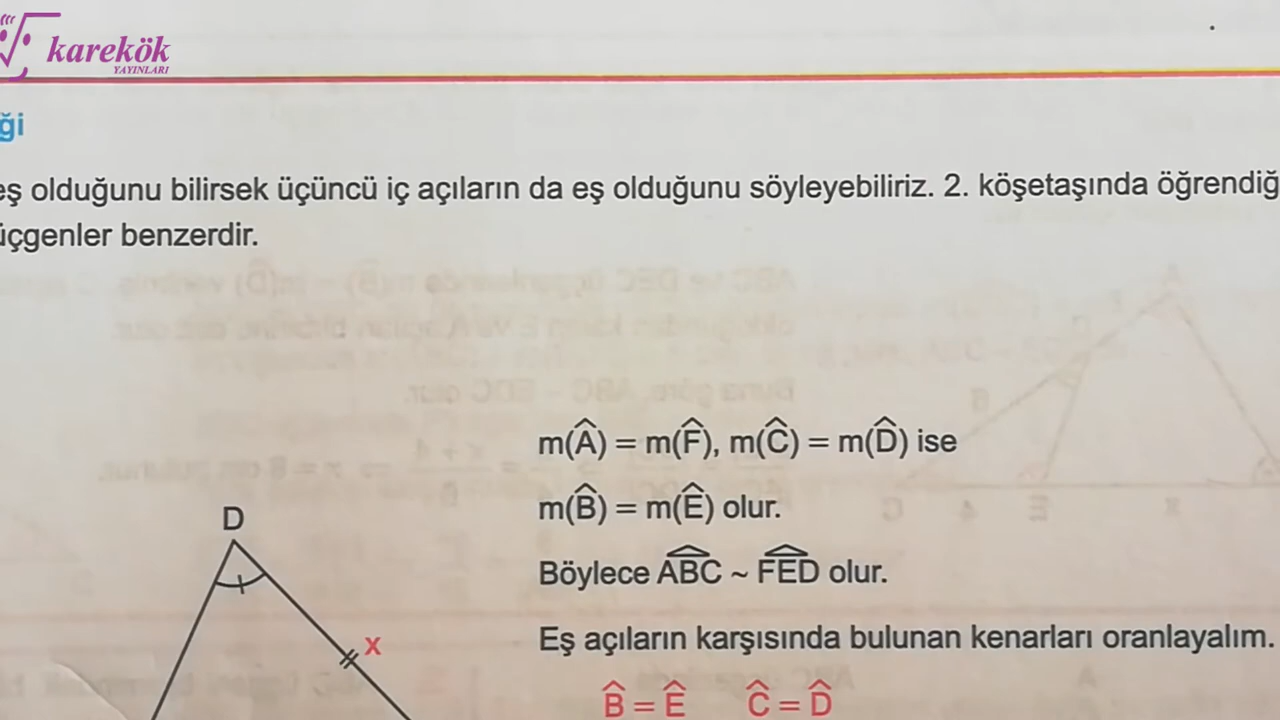 karekök
YAYINLARI
ği
eş olduğunu bilirsek üçüncü iç açıların da eş olduğunu söyleyebiliriz. 2. köşetaşında öğrendiğ
üçgenler benzerdir.
m(Â) = m(F̂), m(Ĉ) = m(D̂) ise
m(B̂) = m(Ê) olur.
D
Böylece ABC ~ FED olur.
Eş açıların karşısında bulunan kenarları oranlayalım.
x
B̂ = Ê Ĉ = D̂